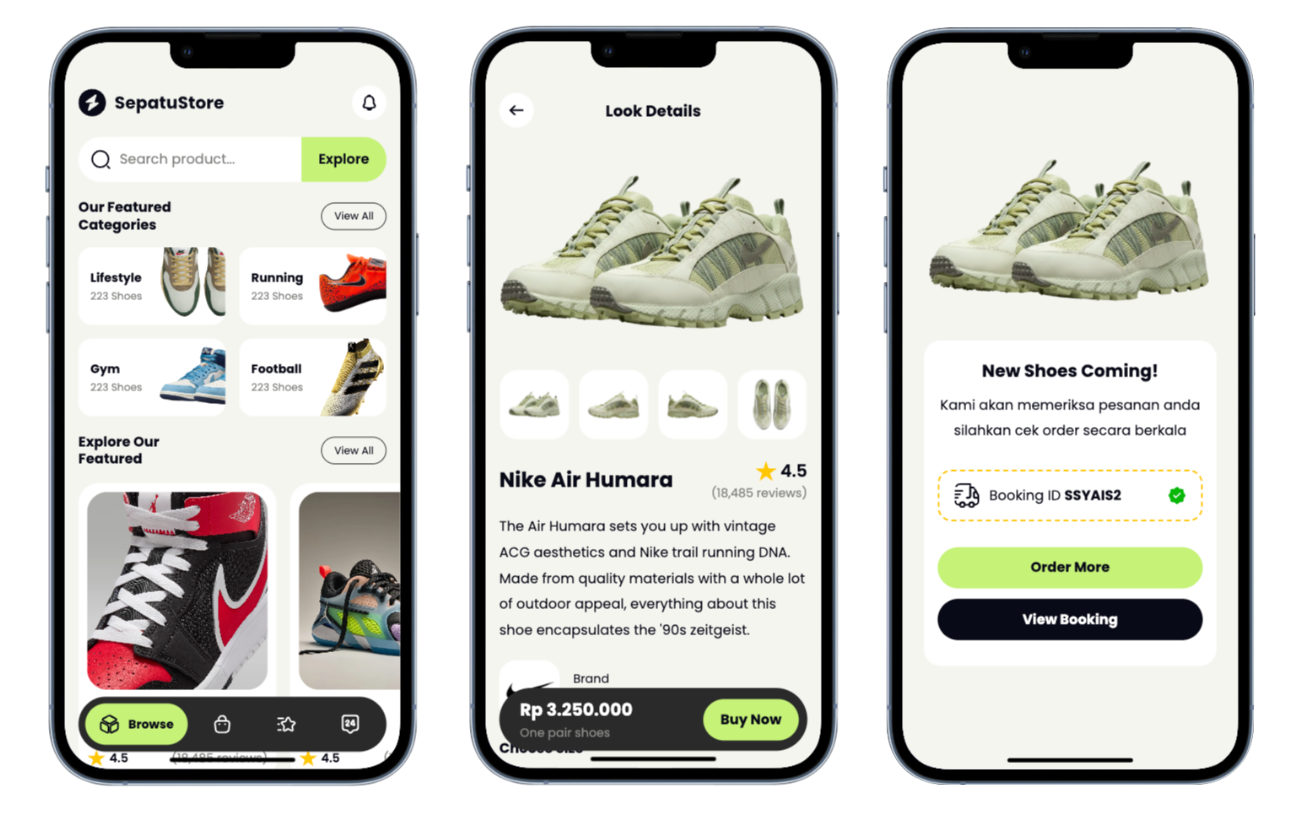 SepatuStore
Search product...
Explore
Our Featured
Categories
View All
Lifestyle
223 Shoes
Running
223 Shoes
Gym
223 Shoes
Football
223 Shoes
Explore Our
Featured
View All
Browse
24
4.5
(18,485 reviews)
4.5
Look Details
Nike Air Humara
4.5
(18,485 reviews)
The Air Humara sets you up with vintage
ACG aesthetics and Nike trail running DNA.
Made from quality materials with a whole lot
of outdoor appeal, everything about this
shoe encapsulates the '90s zeitgeist.
Brand
Rp 3.250.000
One pair shoes
Buy Now
Choose Size
New Shoes Coming!
Kami akan memeriksa pesanan anda
silahkan cek order secara berkala
Booking ID SSYAIS2
Order More
View Booking